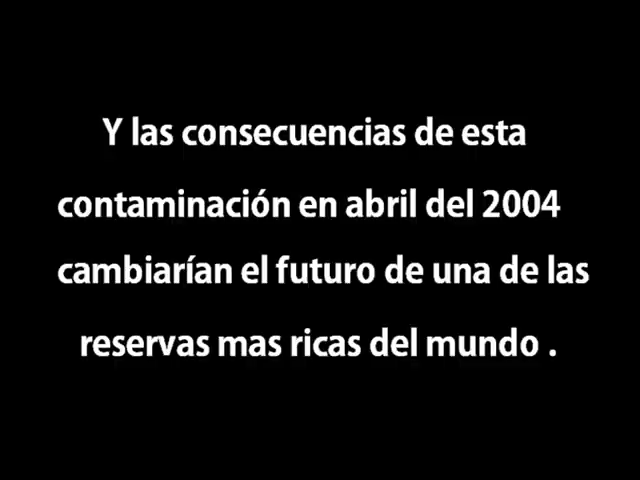 Y las consecuencias de esta
contaminación en abril del 2004
cambiarían el futuro de una de las
reservas mas ricas del mundo .